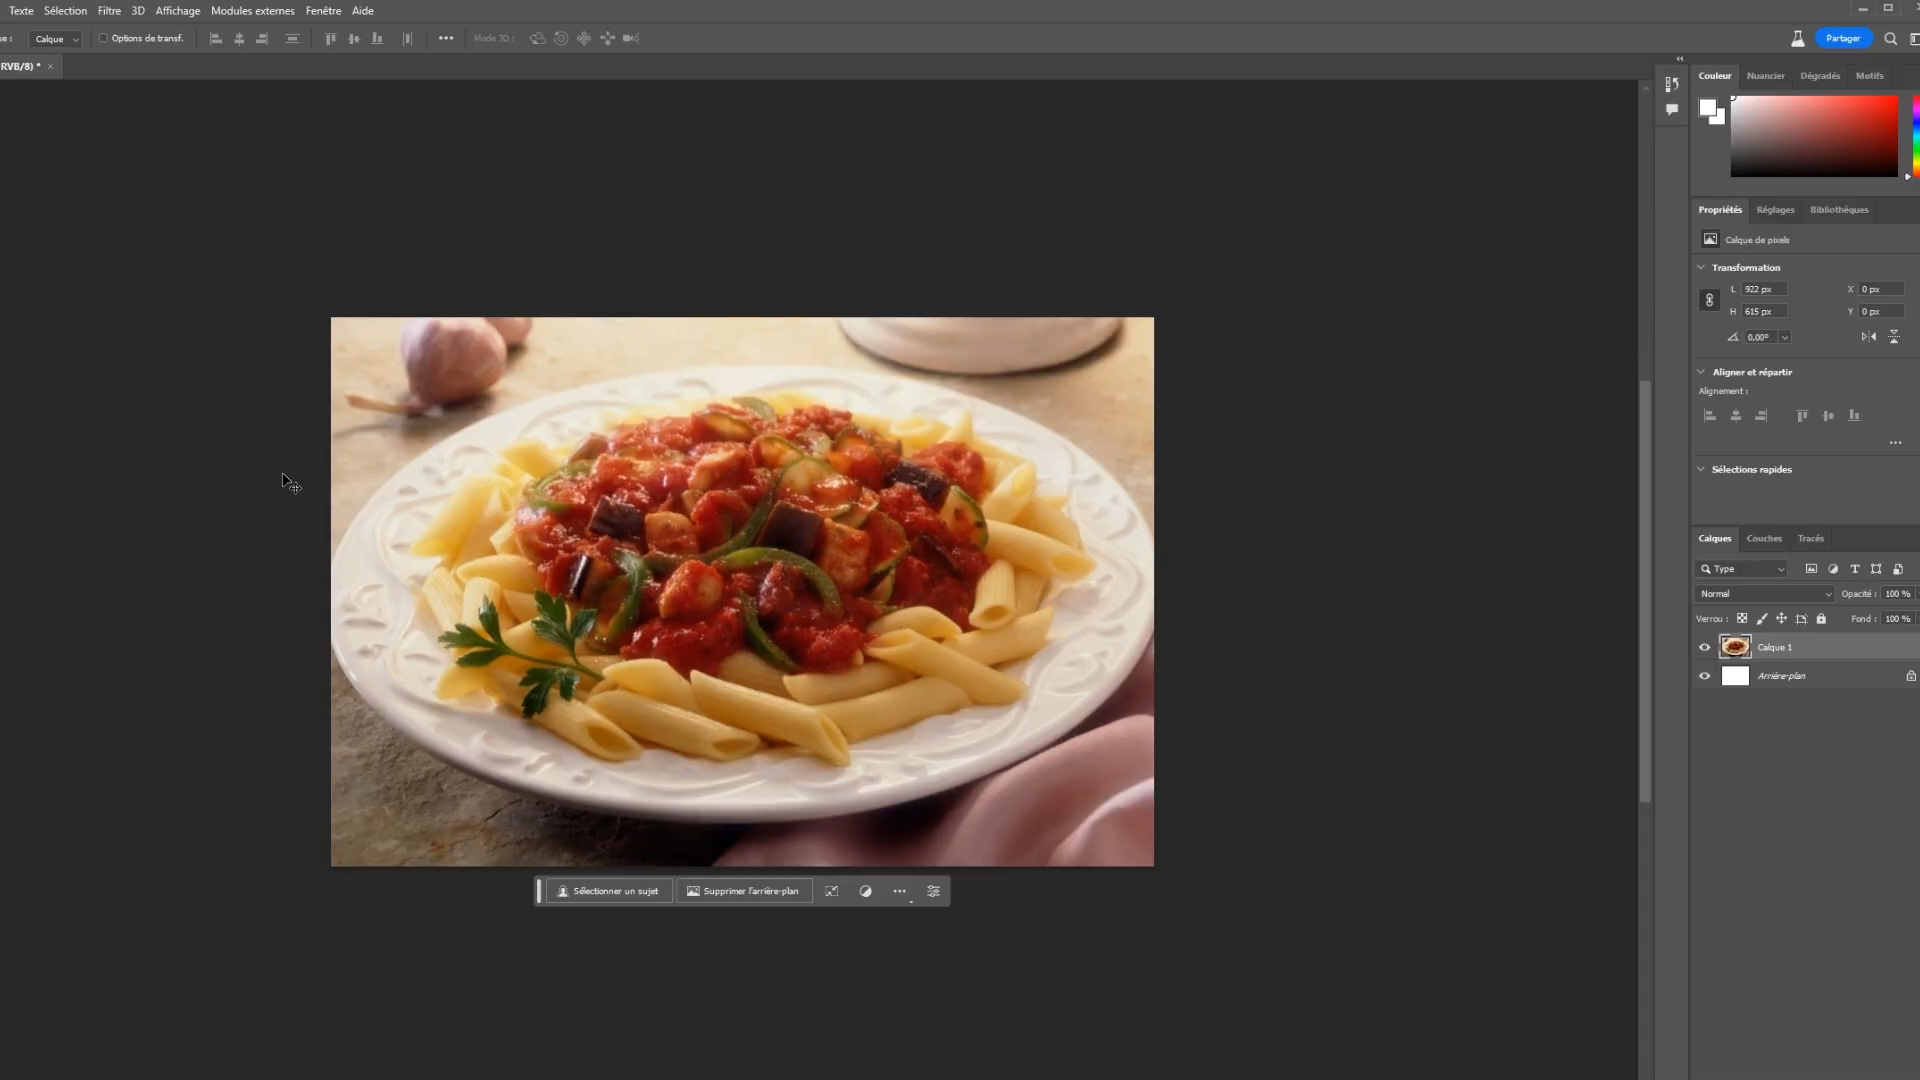 Texte Sélection Filtre 3D Affichage Modules externes Fenêtre Aide
Calque Options de transf. Mode 3D : Partager
RVB/8) * ×
Couleur Nuancier Dégradés Motifs
Propriétés Réglages Bibliothèques
Calque de pixels
Transformation
L 922 px X 0 px
H 615 px Y 0 px
0,00°
Aligner et répartir
Alignement :
Sélections rapides
Calques Couches Tracés
Type
Normal Opacité : 100 %
Verrou : Fond : 100 %
Calque 1
Arrière-plan
Sélectionner un sujet Supprimer l'arrière-plan